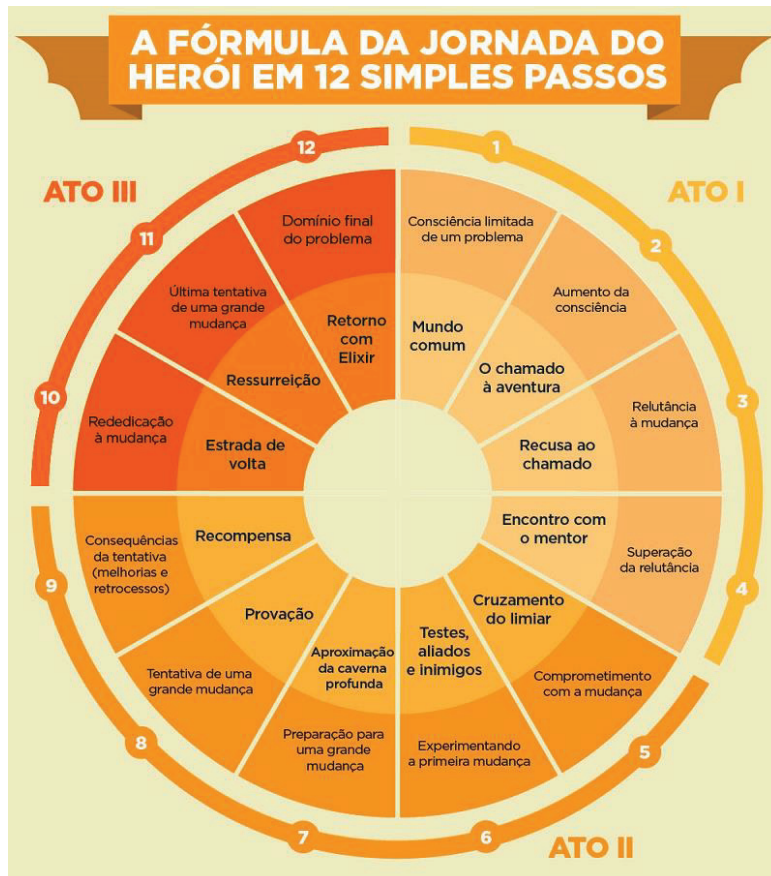 A FÓRMULA DA JORNADA DO
HERÓI EM 12 SIMPLES PASSOS
ATO I
1
Consciência limitada
de um problema
Mundo
comum
2
Aumento da
consciência
O chamado
à aventura
3
Relutância
à mudança
Recusa ao
chamado
4
Superação
da relutância
Encontro com
o mentor
ATO II
5
Comprometimento
com a mudança
Cruzamento
do limiar
6
Experimentando
a primeira mudança
Testes,
aliados
e inimigos
7
Preparação para
uma grande
mudança
Aproximação
da caverna
profunda
8
Tentativa de uma
grande mudança
Provação
9
Consequências
da tentativa
(melhorias e
retrocessos)
Recompensa
ATO III
10
Rededicação
à mudança
Estrada de
volta
11
Última tentativa
de uma grande
mudança
Ressurreição
12
Domínio final
do problema
Retorno
com
Elixir